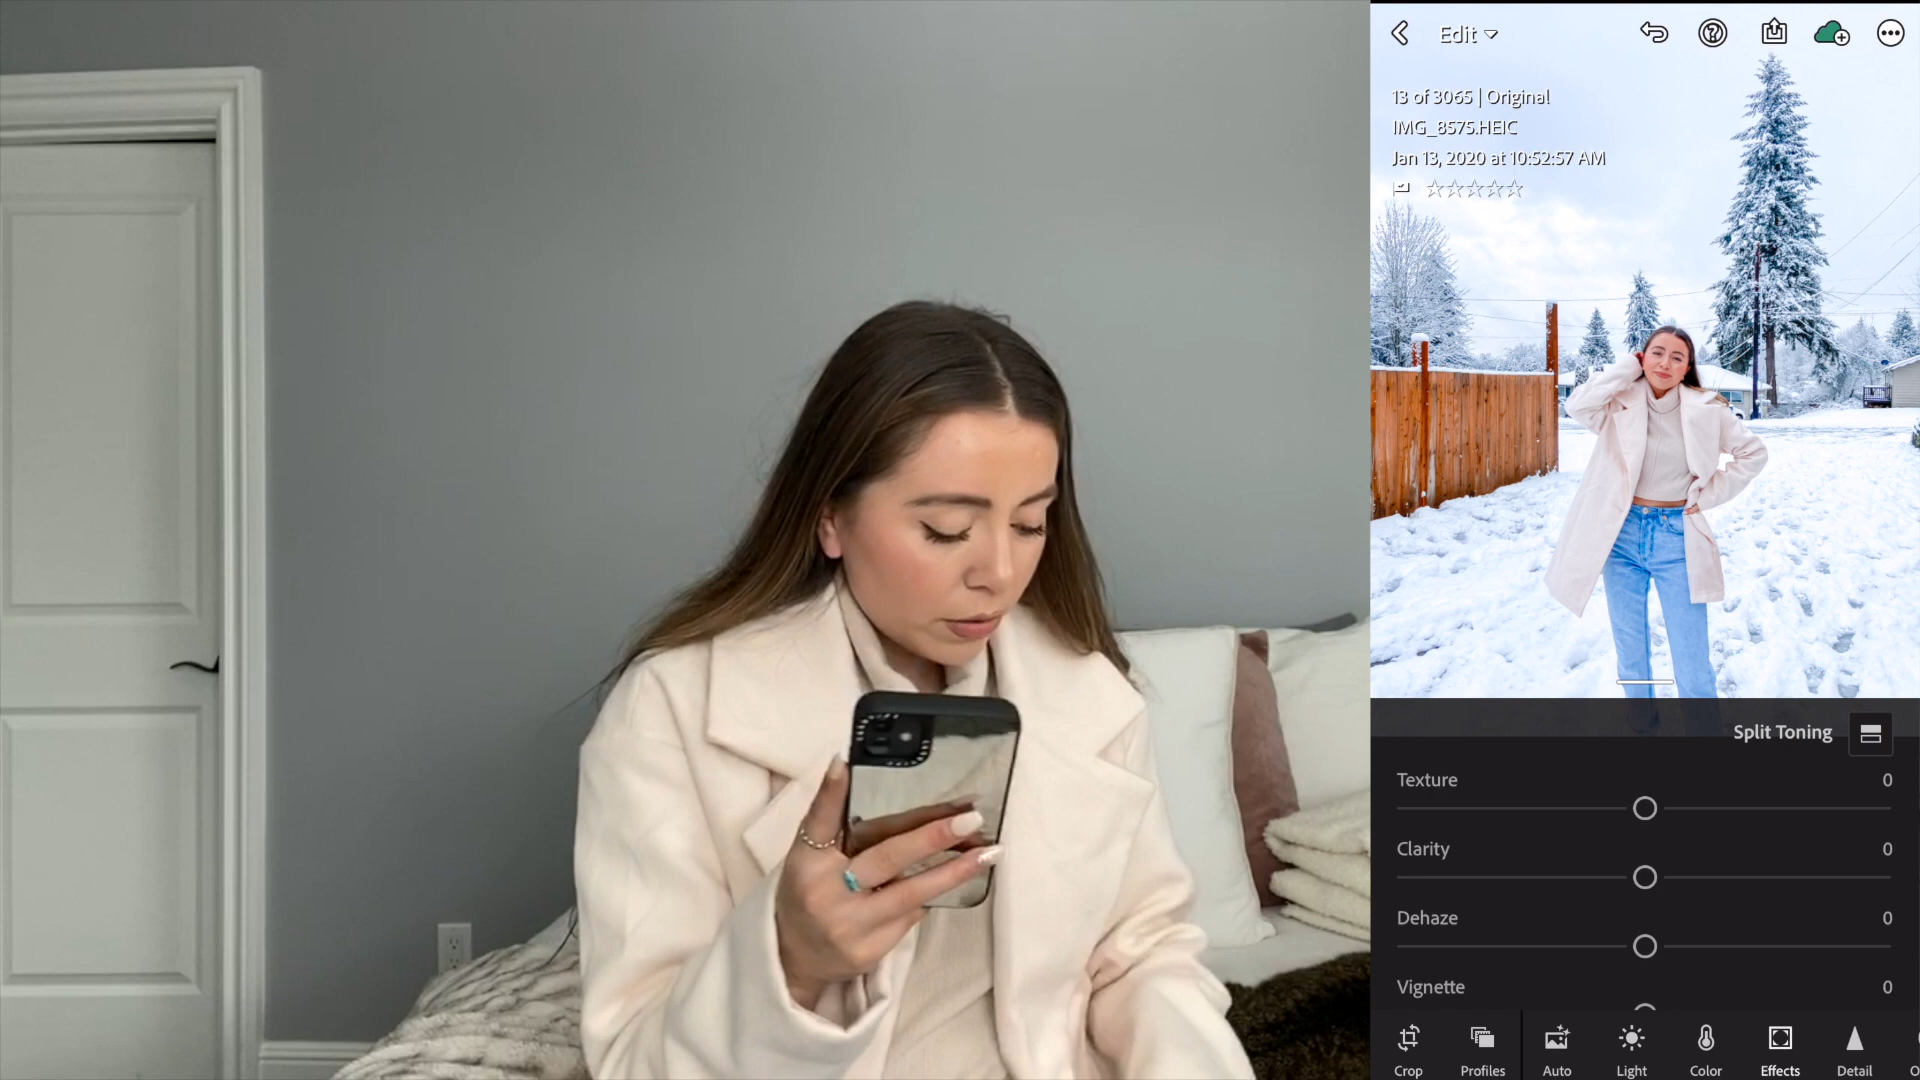 Edit
13 of 3065 | Original
IMG_8575.HEIC
Jan 13, 2020 at 10:52:57 AM
Split Toning
Texture 0
Clarity 0
Dehaze 0
Vignette 0
Crop Profiles Auto Light Color Effects Detail